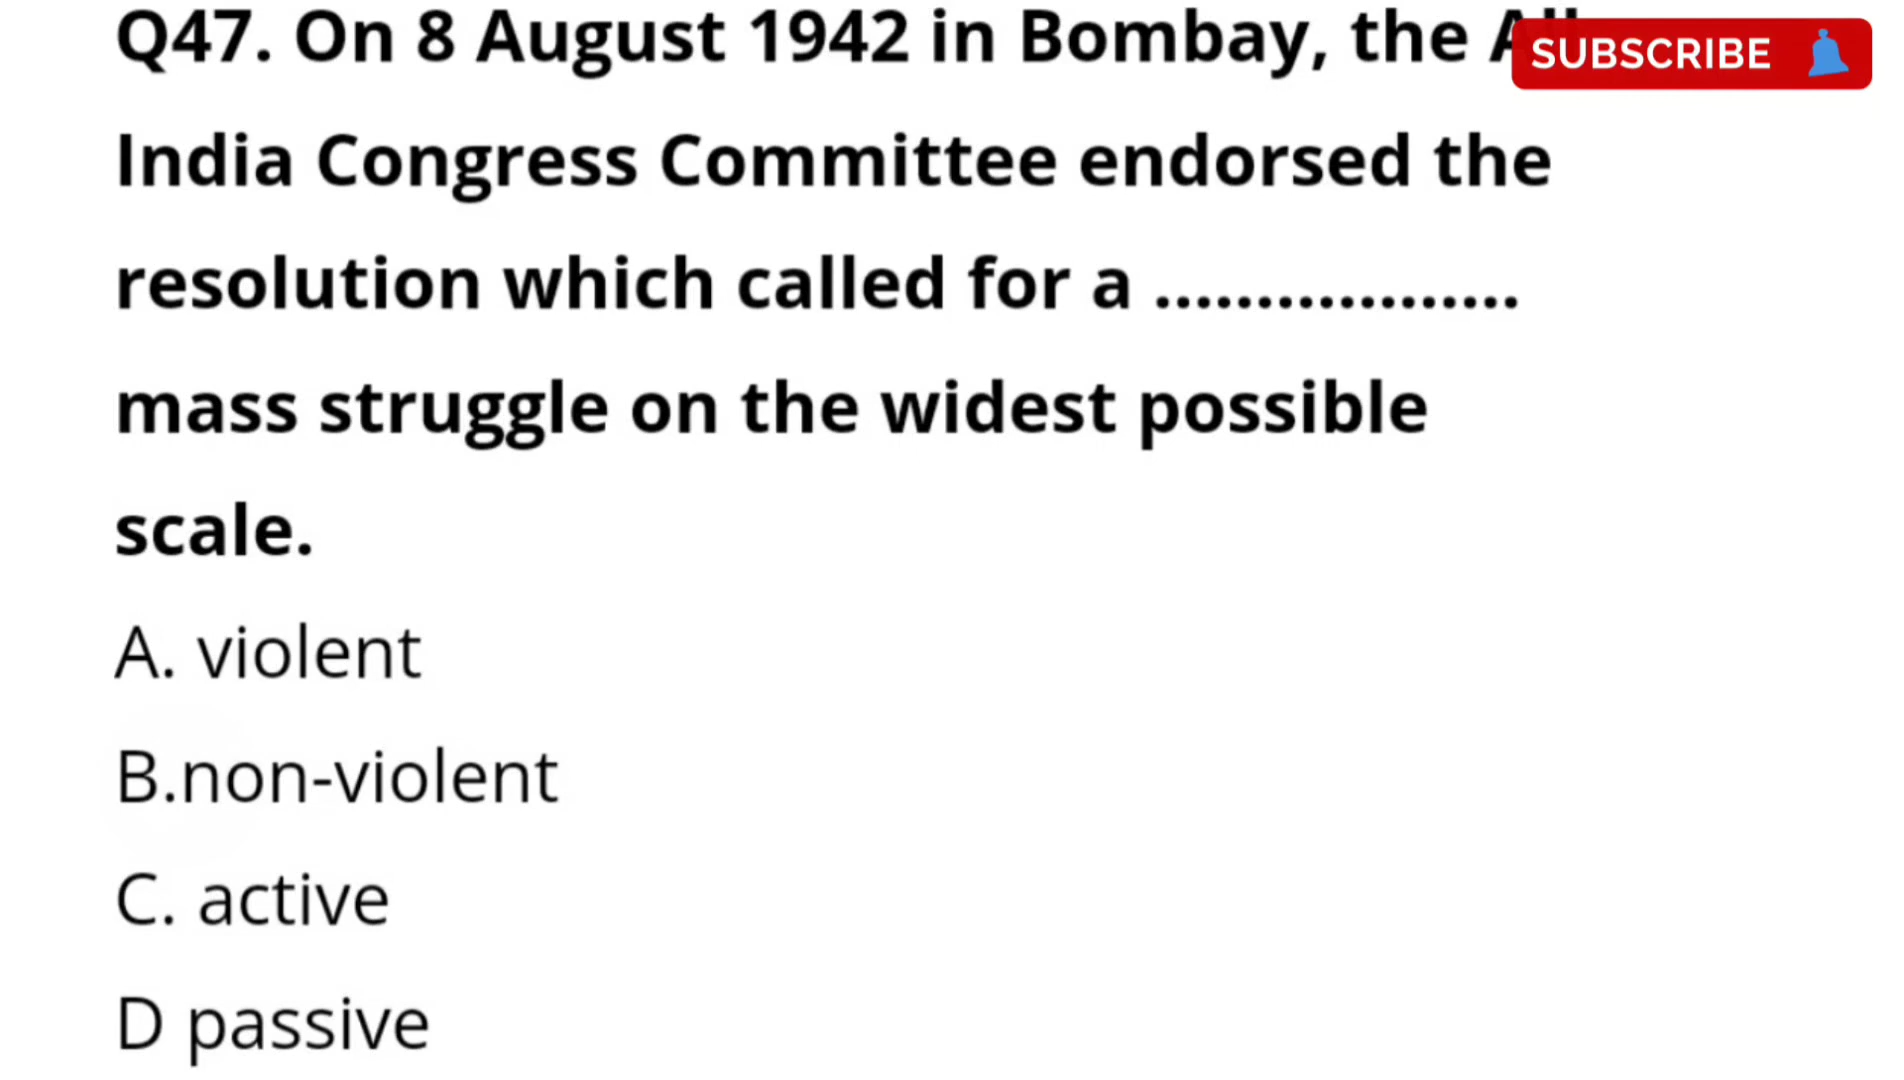 Q47. On 8 August 1942 in Bombay, the
SUBSCRIBE
India Congress Committee endorsed the
resolution which called for a ..................
mass struggle on the widest possible
scale.
A. violent
B.non-violent
C. active
D passive